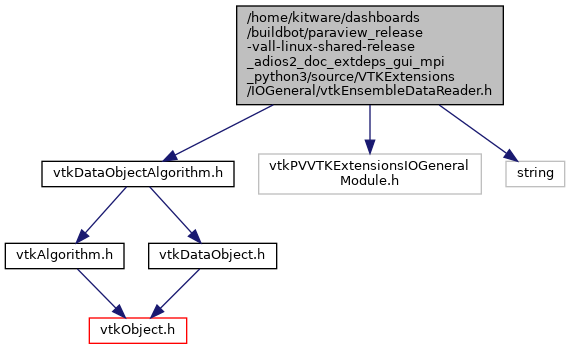 /home/kitware/dashboards
/buildbot/paraview_release
-vall-linux-shared-release
_adios2_doc_extdeps_gui_mpi
_python3/source/VTKExtensions
/IOGeneral/vtkEnsembleDataReader.h
vtkDataObjectAlgorithm.h
vtkPVVTKExtensionsIOGeneral
Module.h
string
vtkAlgorithm.h
vtkDataObject.h
vtkObject.h